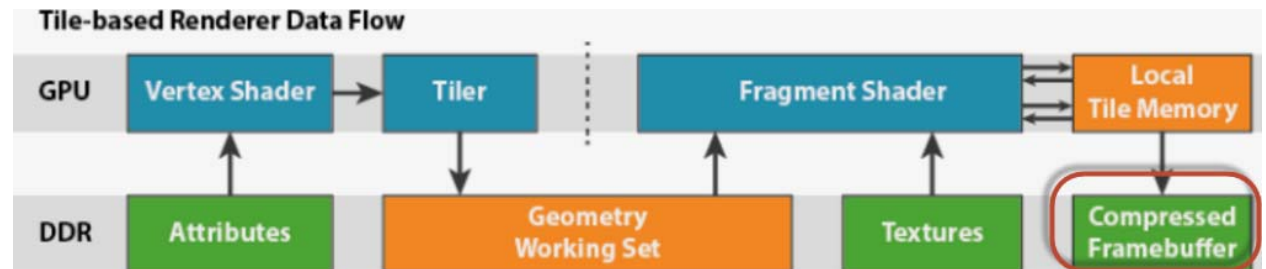 Tile-based Renderer Data Flow
GPU
Vertex Shader
Tiler
Fragment Shader
Local
Tile Memory
DDR
Attributes
Geometry
Working Set
Textures
Compressed
Framebuffer